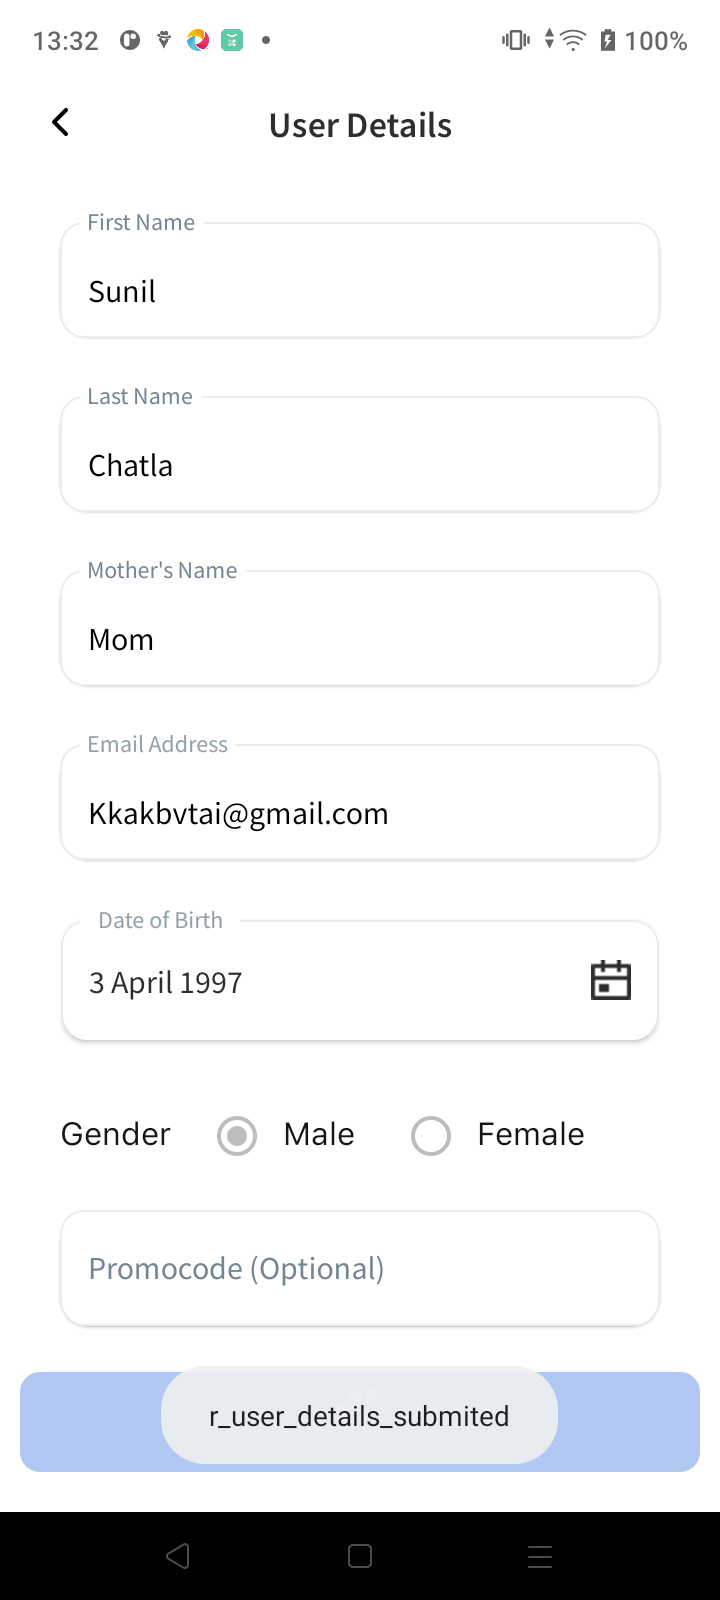 13:32 100%
User Details
First Name
Sunil
Last Name
Chatla
Mother's Name
Mom
Email Address
Kkakbvtai@gmail.com
Date of Birth
3 April 1997
Gender Male Female
Promocode (Optional)
r_user_details_submited